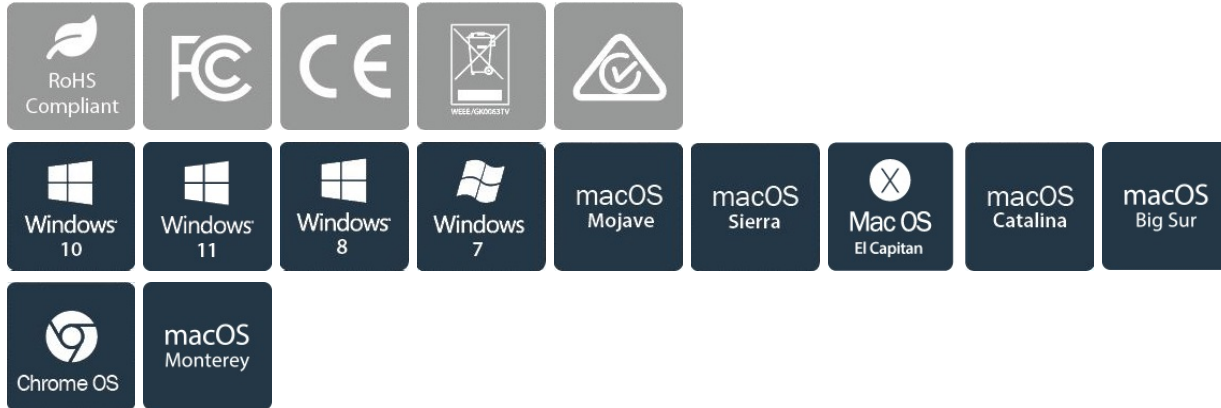 RoHS
Compliant
FC
CE
WEEE/GK0063TV
Windows
10
Windows
11
Windows
8
Windows
7
macOS
Mojave
macOS
Sierra
X
Mac OS
El Capitan
macOS
Catalina
macOS
Big Sur
Chrome OS
macOS
Monterey